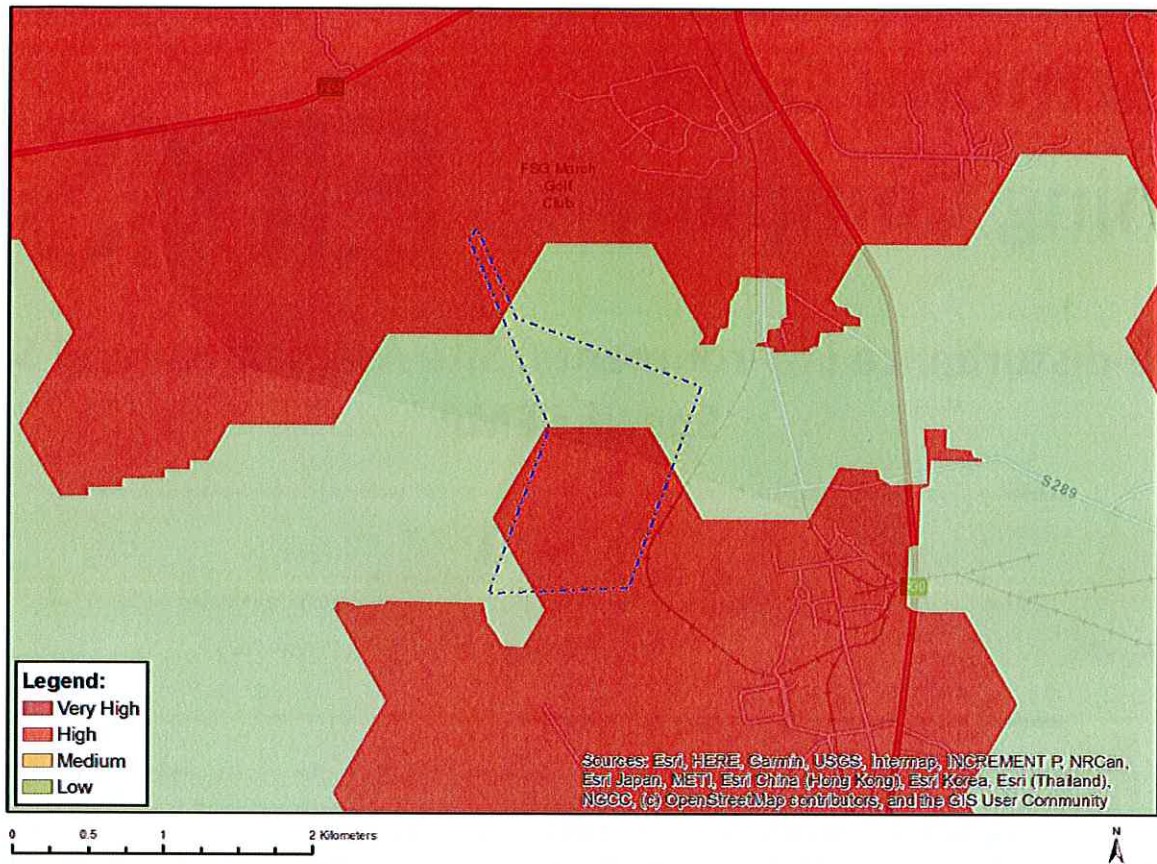 FSG March
Golf
Club
S289
Legend:
Very High
High
Medium
Low
Sources: Esri, HERE, Garmin, USGS, Intermap, INCREMENT P, NRCan,
Esri Japan, METI, Esri China (Hong Kong), Esri Korea, Esri (Thailand),
NGCC, (c) OpenStreetMap contributors, and the GIS User Community
0 0.5 1 2 Kilometers
N